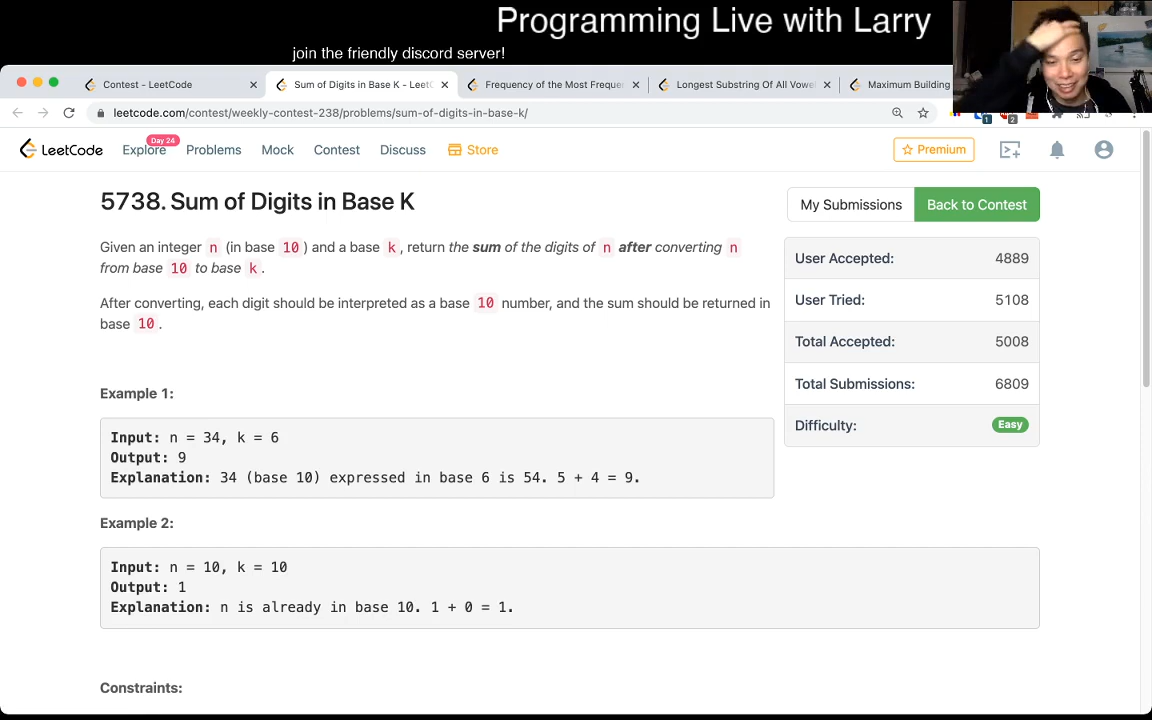 Programming Live with Larry
join the friendly discord server!
Contest - LeetCode
Sum of Digits in Base K - LeetC
Frequency of the Most Freque
Longest Substring Of All Vowel
Maximum Building
leetcode.com/contest/weekly-contest-238/problems/sum-of-digits-in-base-k/
LeetCode
Explore
Day 24
Problems
Mock
Contest
Discuss
Store
Premium
5738. Sum of Digits in Base K
My Submissions
Back to Contest
Given an integer n (in base 10 ) and a base k , return the sum of the digits of n after converting n
from base 10 to base k .
After converting, each digit should be interpreted as a base 10 number, and the sum should be returned in
base 10 .
User Accepted: 4889
User Tried: 5108
Total Accepted: 5008
Total Submissions: 6809
Difficulty: Easy
Example 1:
Input: n = 34, k = 6
Output: 9
Explanation: 34 (base 10) expressed in base 6 is 54. 5 + 4 = 9.
Example 2:
Input: n = 10, k = 10
Output: 1
Explanation: n is already in base 10. 1 + 0 = 1.
Constraints: